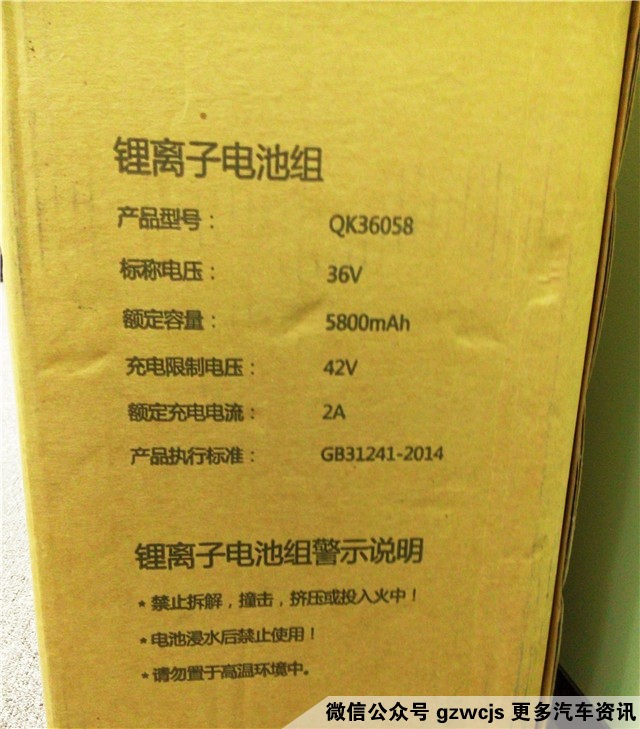 锂离子电池组
产品型号： QK36058
标称电压： 36V
额定容量： 5800mAh
充电限制电压： 42V
额定充电电流： 2A
产品执行标准： GB31241-2014
锂离子电池组警示说明
*禁止拆解，撞击，挤压或投入火中！
*电池浸水后禁止使用！
*请勿置于高温环境中。
微信公众号 gzwcjs 更多汽车资讯